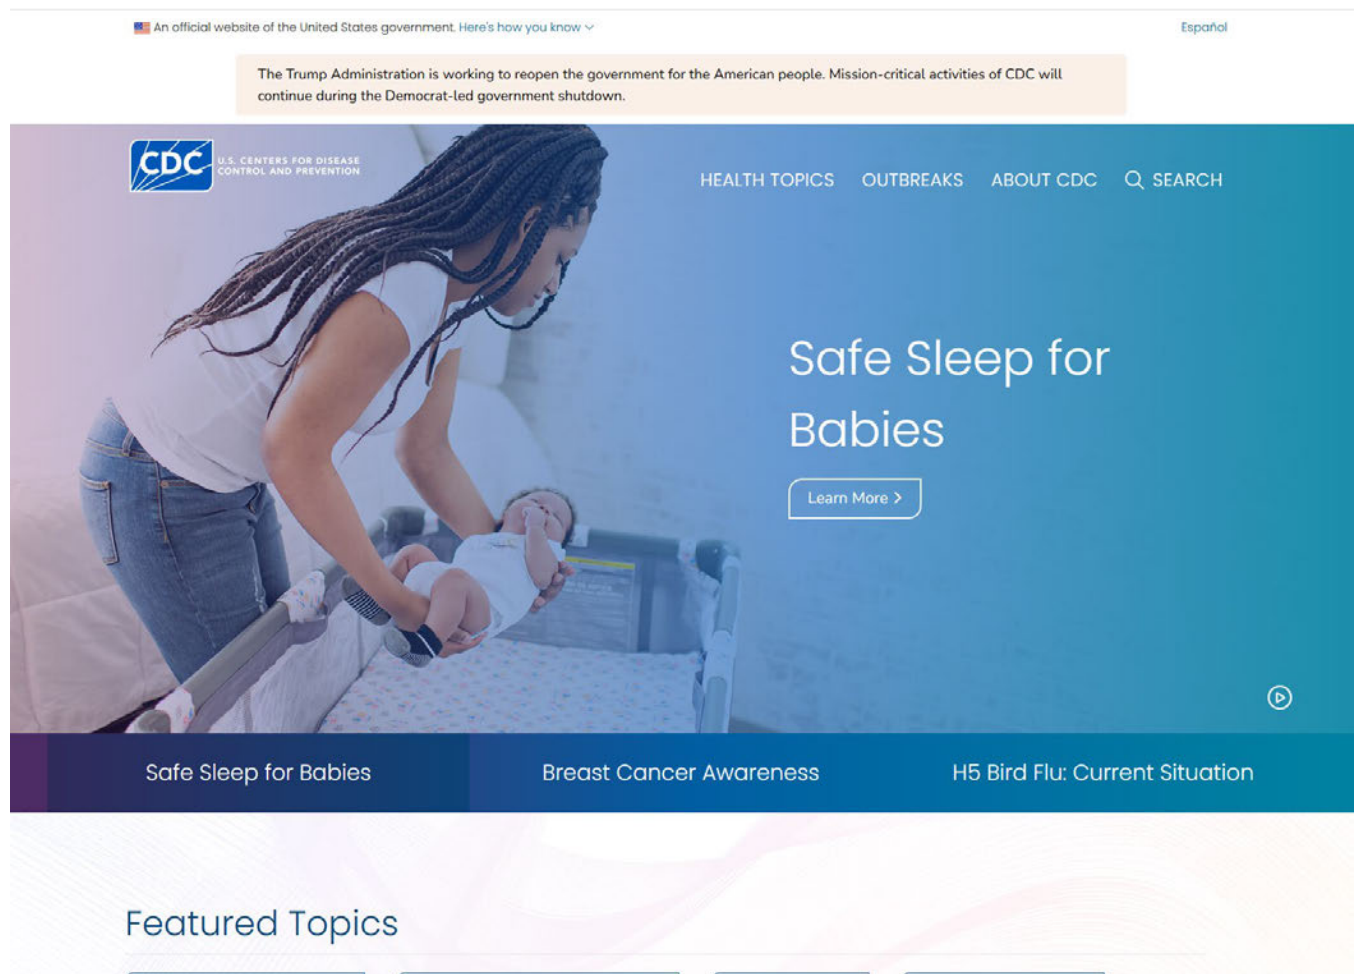 An official website of the United States government. Here's how you know
Español
The Trump Administration is working to reopen the government for the American people. Mission-critical activities of CDC will
continue during the Democrat-led government shutdown.
CDC
U.S. CENTERS FOR DISEASE
CONTROL AND PREVENTION
HEALTH TOPICS OUTBREAKS ABOUT CDC SEARCH
Safe Sleep for
Babies
Learn More
Safe Sleep for Babies Breast Cancer Awareness H5 Bird Flu: Current Situation
Featured Topics